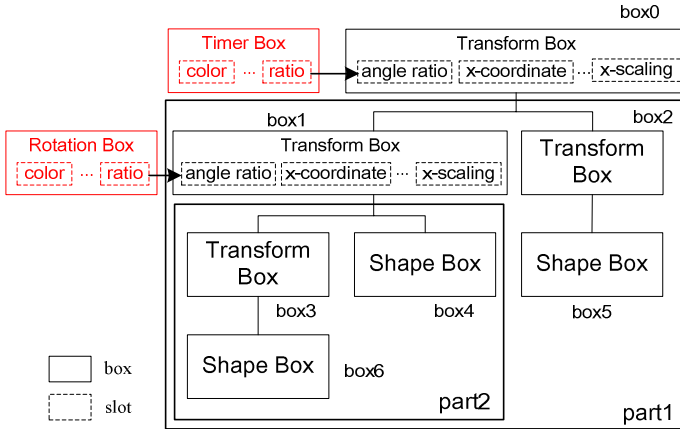 box0
Timer Box
color ... ratio
Transform Box
angle ratio x-coordinate ... x-scaling
box1
box2
Rotation Box
color ... ratio
Transform Box
angle ratio x-coordinate ... x-scaling
Transform
Box
Transform
Box
Shape Box
Shape Box
box3
box4
box5
Shape Box
box6
box
slot
part2
part1